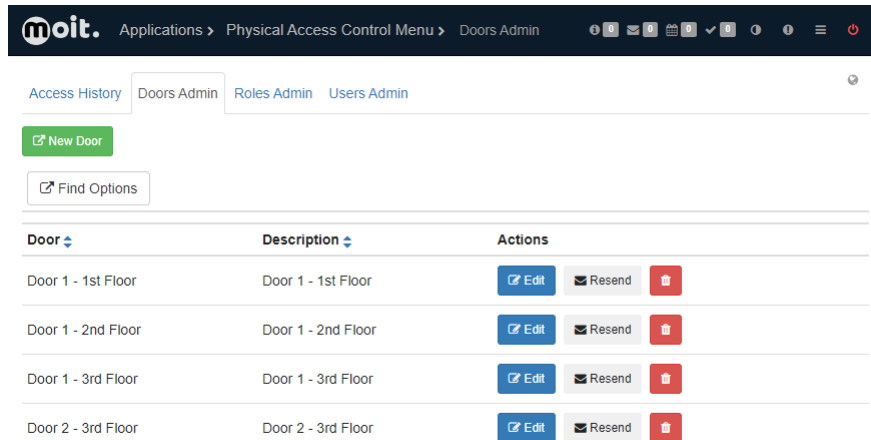 moit. Applications > Physical Access Control Menu > Doors Admin 0 0 0 0
Access History Doors Admin Roles Admin Users Admin
New Door
Find Options
Door Description Actions
Door 1 - 1st Floor Door 1 - 1st Floor Edit Resend
Door 1 - 2nd Floor Door 1 - 2nd Floor Edit Resend
Door 1 - 3rd Floor Door 1 - 3rd Floor Edit Resend
Door 2 - 3rd Floor Door 2 - 3rd Floor Edit Resend